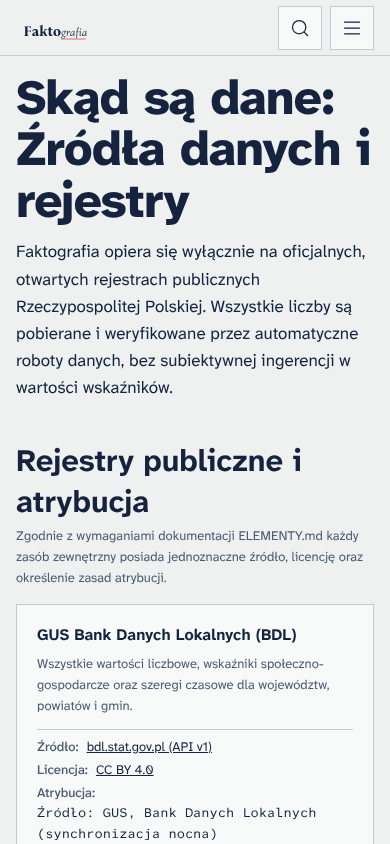 Faktografia
Skąd są dane:
Źródła danych i
rejestry
Faktografia opiera się wyłącznie na oficjalnych,
otwartych rejestrach publicznych
Rzeczypospolitej Polskiej. Wszystkie liczby są
pobierane i weryfikowane przez automatyczne
roboty danych, bez subiektywnej ingerencji w
wartości wskaźników.
Rejestry publiczne i
atrybucja
Zgodnie z wymaganiami dokumentacji ELEMENTY.md każdy
zasób zewnętrzny posiada jednoznaczne źródło, licencję oraz
określenie zasad atrybucji.
GUS Bank Danych Lokalnych (BDL)
Wszystkie wartości liczbowe, wskaźniki społeczno-
gospodarcze oraz szeregi czasowe dla województw,
powiatów i gmin.
Źródło: bdl.stat.gov.pl (API v1)
Licencja: CC BY 4.0
Atrybucja:
Źródło: GUS, Bank Danych Lokalnych
(synchronizacja nocna)